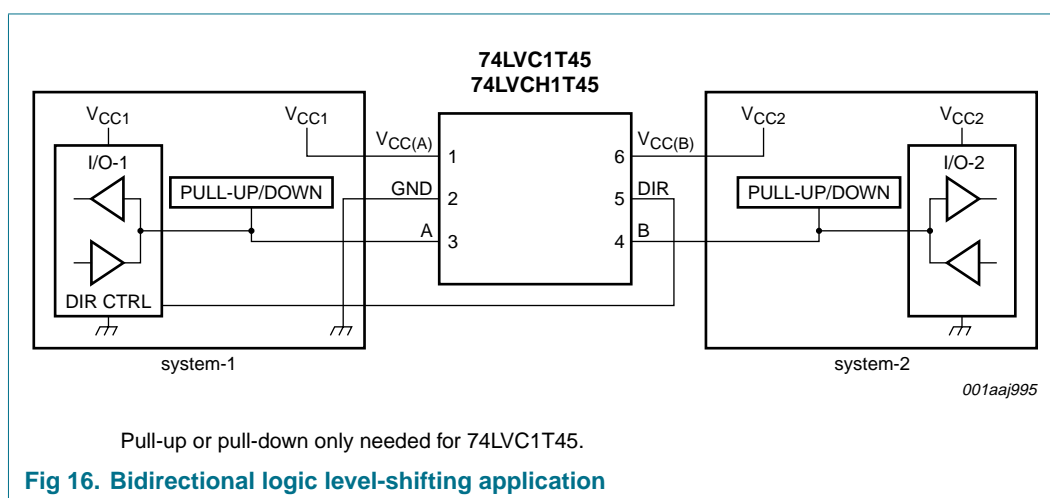 74LVC1T45
74LVCH1T45
VCC1
VCC1
VCC(A)
VCC(B)
VCC2
VCC2
I/O-1
1
6
I/O-2
PULL-UP/DOWN
GND
2
5
DIR
PULL-UP/DOWN
A
3
4
B
DIR CTRL
system-1
system-2
001aaj995
Pull-up or pull-down only needed for 74LVC1T45.
Fig 16. Bidirectional logic level-shifting application